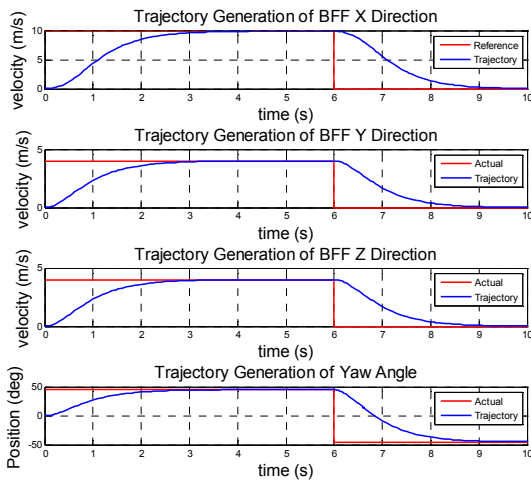 Trajectory Generation of BFF X Direction
velocity (m/s)
10
5
0
Reference
Trajectory
0 1 2 3 4 5 6 7 8 9 10
time (s)
Trajectory Generation of BFF Y Direction
velocity (m/s)
5
0
Actual
Trajectory
0 1 2 3 4 5 6 7 8 9 10
time (s)
Trajectory Generation of BFF Z Direction
velocity (m/s)
5
0
Actual
Trajectory
0 1 2 3 4 5 6 7 8 9 10
time (s)
Trajectory Generation of Yaw Angle
Position (deg)
50
0
-50
Actual
Trajectory
0 1 2 3 4 5 6 7 8 9 10
time (s)